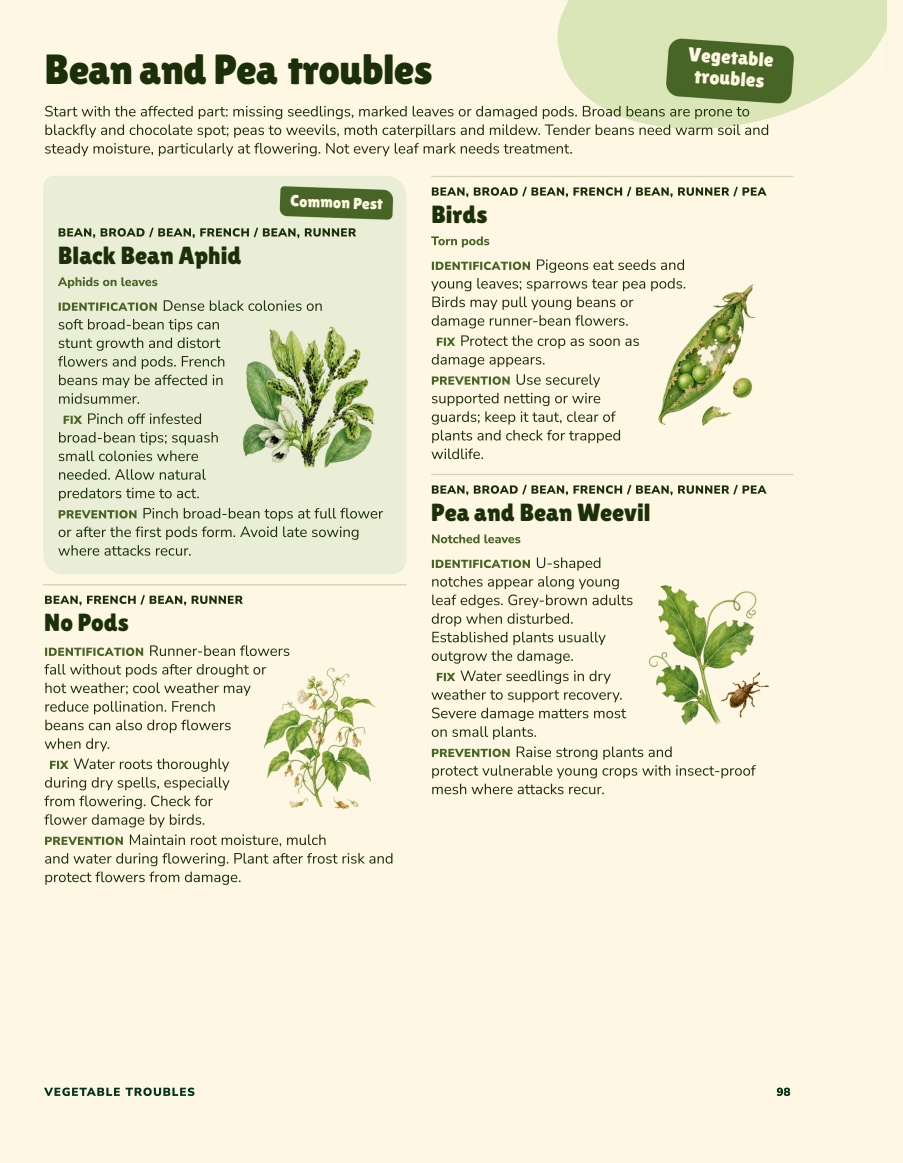 Bean and Pea troubles
Vegetable
troubles
Start with the affected part: missing seedlings, marked leaves or damaged pods. Broad beans are prone to
blackfly and chocolate spot; peas to weevils, moth caterpillars and mildew. Tender beans need warm soil and
steady moisture, particularly at flowering. Not every leaf mark needs treatment.
Common Pest
BEAN, BROAD / BEAN, FRENCH / BEAN, RUNNER
Black Bean Aphid
Aphids on leaves
IDENTIFICATION Dense black colonies on
soft broad-bean tips can
stunt growth and distort
flowers and pods. French
beans may be affected in
midsummer.
FIX Pinch off infested
broad-bean tips; squash
small colonies where
needed. Allow natural
predators time to act.
PREVENTION Pinch broad-bean tops at full flower
or after the first pods form. Avoid late sowing
where attacks recur.
BEAN, FRENCH / BEAN, RUNNER
No Pods
IDENTIFICATION Runner-bean flowers
fall without pods after drought or
hot weather; cool weather may
reduce pollination. French
beans can also drop flowers
when dry.
FIX Water roots thoroughly
during dry spells, especially
from flowering. Check for
flower damage by birds.
PREVENTION Maintain root moisture, mulch
and water during flowering. Plant after frost risk and
protect flowers from damage.
BEAN, BROAD / BEAN, FRENCH / BEAN, RUNNER / PEA
Birds
Torn pods
IDENTIFICATION Pigeons eat seeds and
young leaves; sparrows tear pea pods.
Birds may pull young beans or
damage runner-bean flowers.
FIX Protect the crop as soon as
damage appears.
PREVENTION Use securely
supported netting or wire
guards; keep it taut, clear of
plants and check for trapped
wildlife.
BEAN, BROAD / BEAN, FRENCH / BEAN, RUNNER / PEA
Pea and Bean Weevil
Notched leaves
IDENTIFICATION U-shaped
notches appear along young
leaf edges. Grey-brown adults
drop when disturbed.
Established plants usually
outgrow the damage.
FIX Water seedlings in dry
weather to support recovery.
Severe damage matters most
on small plants.
PREVENTION Raise strong plants and
protect vulnerable young crops with insect-proof
mesh where attacks recur.
VEGETABLE TROUBLES
98